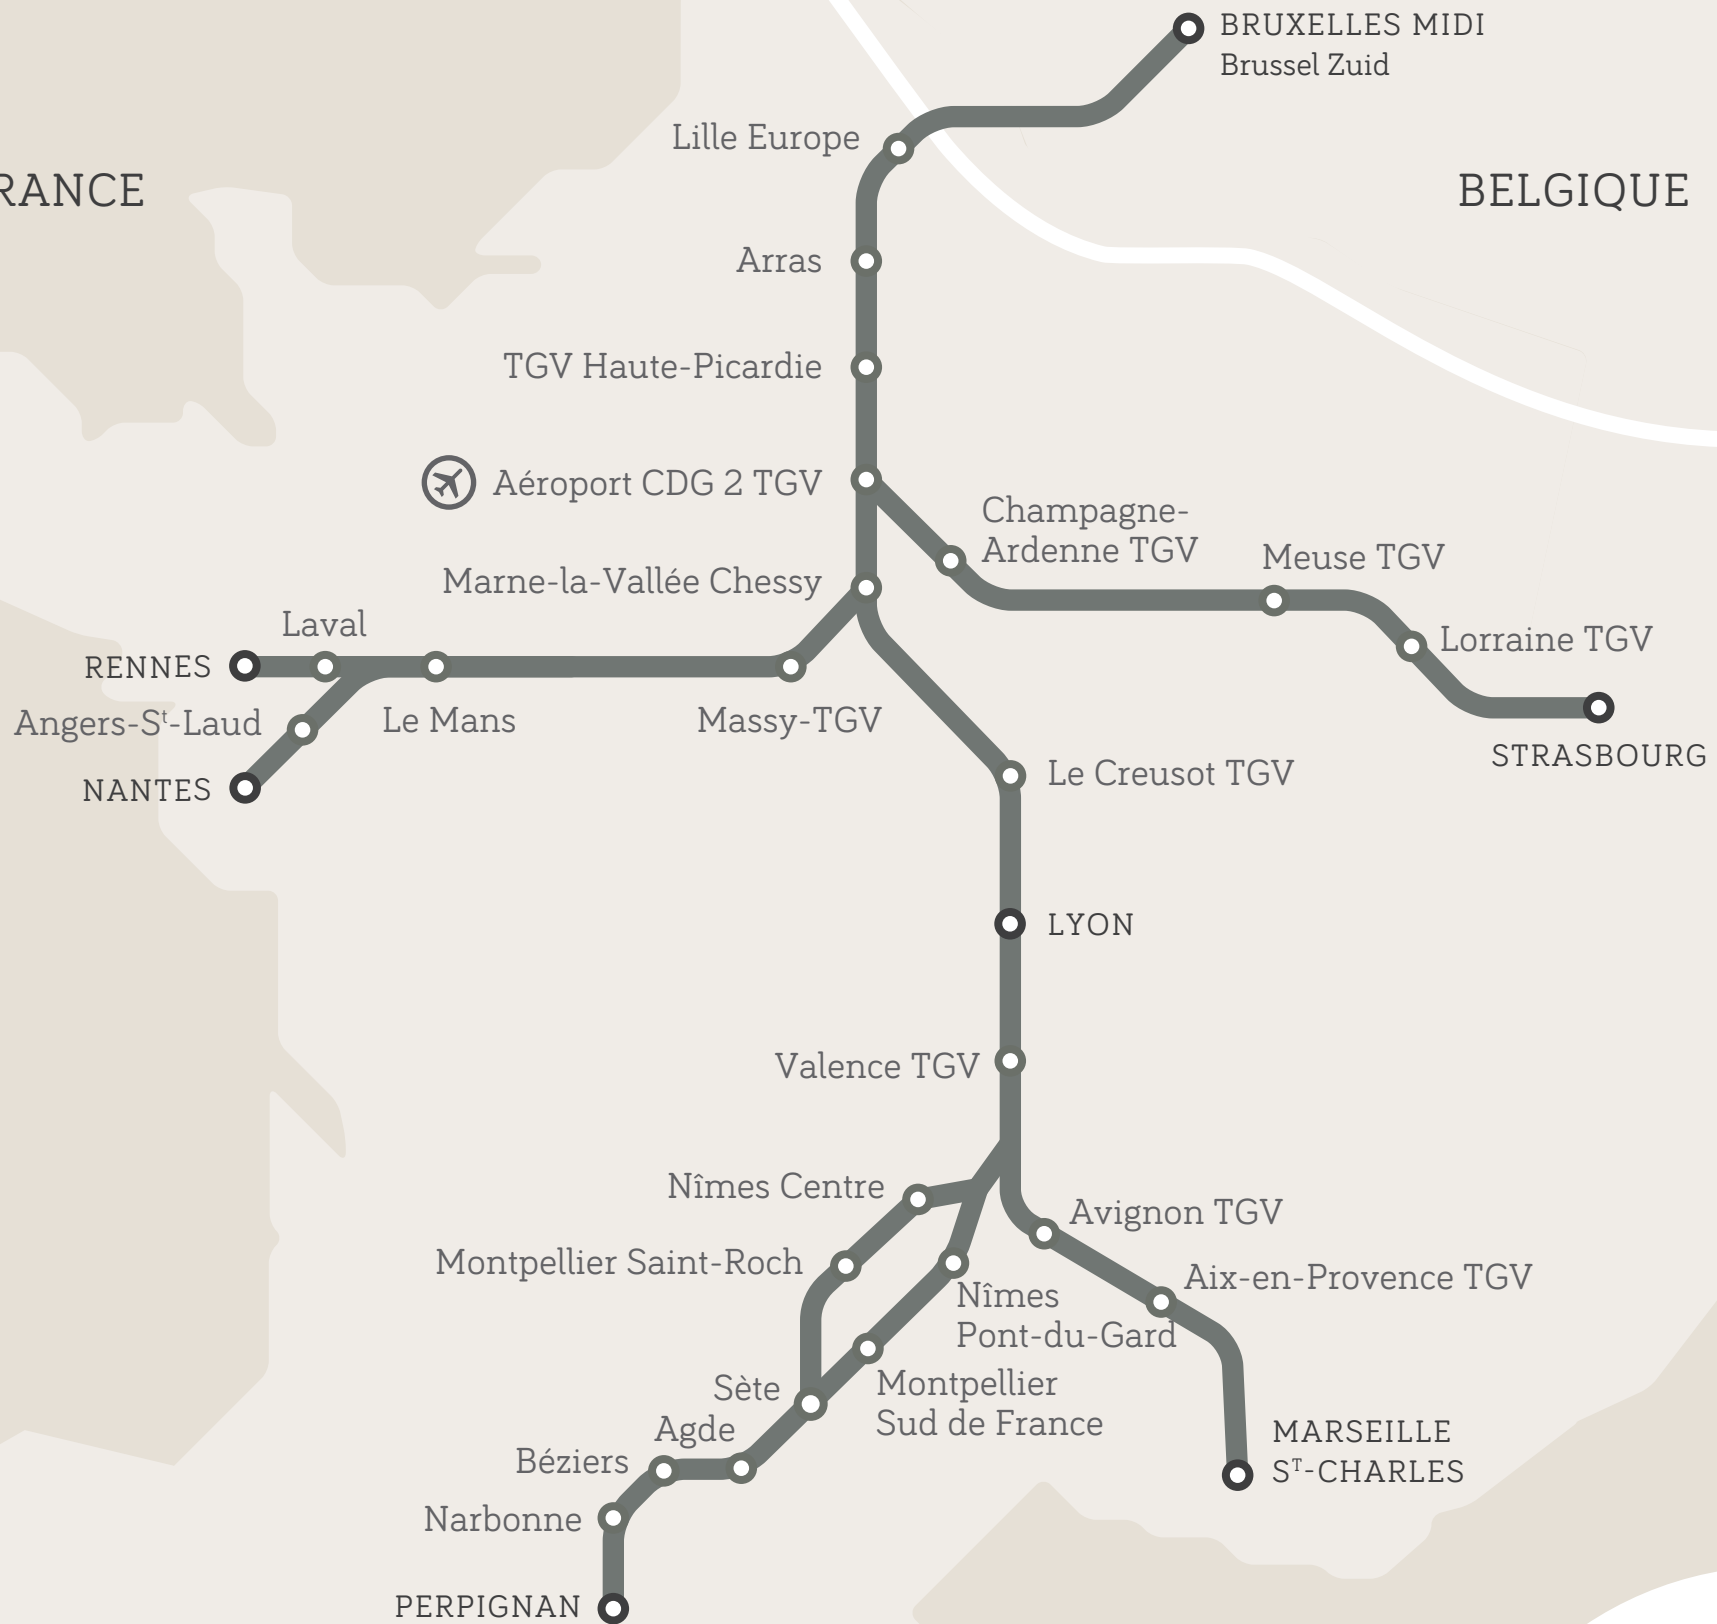 BRUXELLES MIDI
Brussel Zuid
Lille Europe
RANCE
BELGIQUE
Arras
TGV Haute-Picardie
Aéroport CDG 2 TGV
Champagne-
Ardenne TGV
Meuse TGV
Marne-la-Vallée Chessy
Laval
Lorraine TGV
RENNES
Angers-Sᵗ-Laud
Le Mans
Massy-TGV
STRASBOURG
NANTES
Le Creusot TGV
LYON
Valence TGV
Nîmes Centre
Avignon TGV
Montpellier Saint-Roch
Aix-en-Provence TGV
Nîmes
Pont-du-Gard
Sète
Montpellier
Sud de France
Agde
Béziers
MARSEILLE
Sᵀ-CHARLES
Narbonne
PERPIGNAN